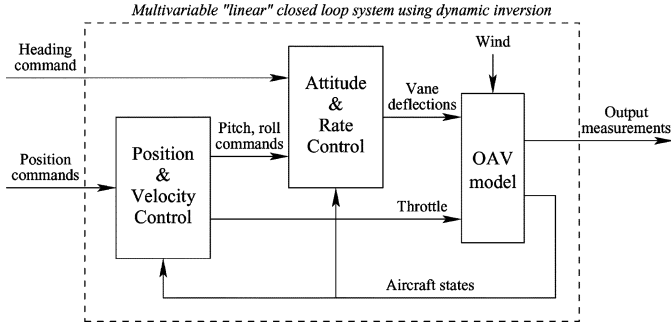 Multivariable "linear" closed loop system using dynamic inversion
Heading
command
Position
commands
Position
&
Velocity
Control
Pitch, roll
commands
Attitude
&
Rate
Control
Vane
deflections
Throttle
Wind
OAV
model
Output
measurements
Aircraft states